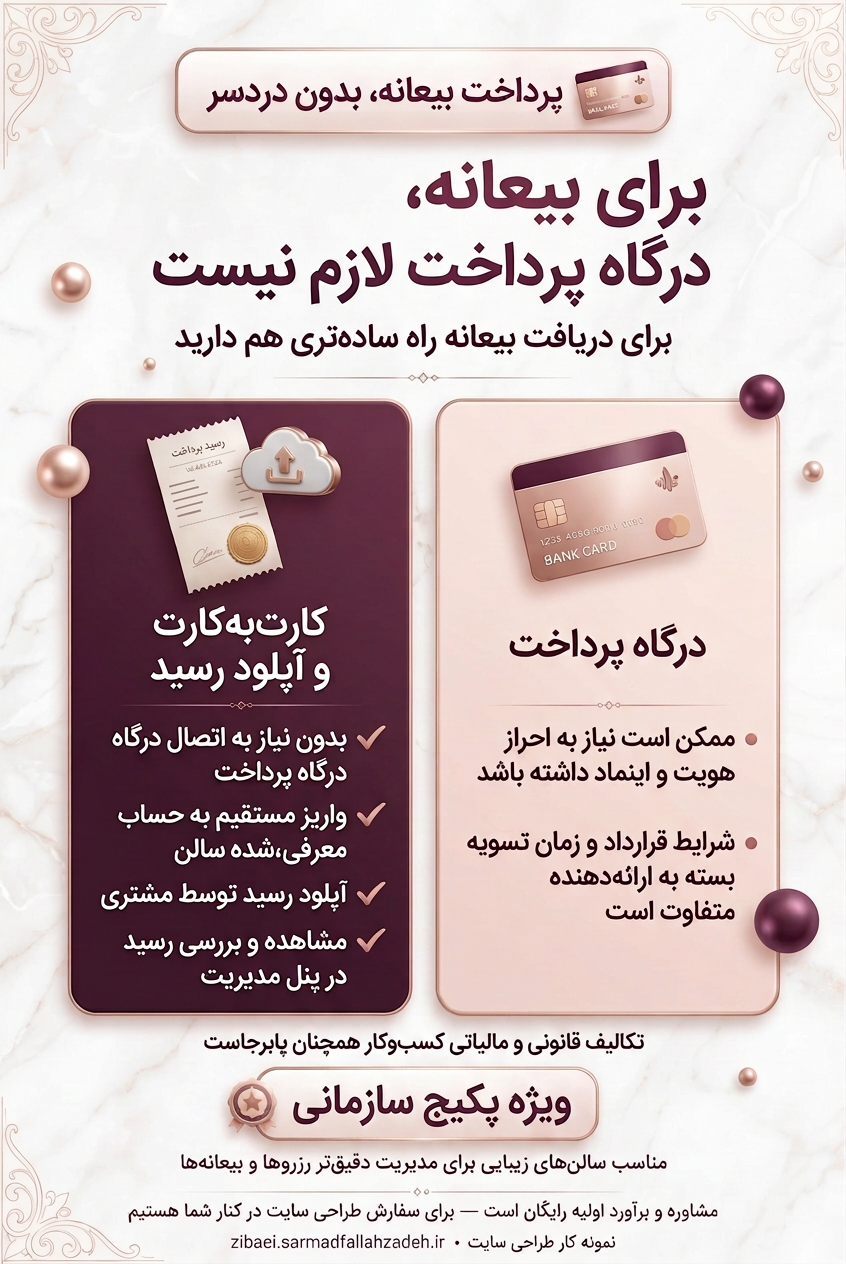 پرداخت بیعانه، بدون دردسر
برای بیعانه،
درگاه پرداخت لازم نیست
برای دریافت بیعانه راه ساده‌تری هم دارید
BANK CARD
درگاه پرداخت
ممکن است نیاز به احراز
هویت و اینماد داشته باشد
شرایط قرارداد و زمان تسویه
بسته به ارائه‌دهنده
متفاوت است
رسید پرداخت
کارت‌به‌کارت
و آپلود رسید
بدون نیاز به اتصال درگاه
درگاه پرداخت
واریز مستقیم به حساب
معرفی،شده سالن
آپلود رسید توسط مشتری
مشاهده و بررسی رسید
در پنل مدیریت
تکالیف قانونی و مالیاتی کسب‌وکار همچنان پابرجاست
ویژه پکیج سازمانی
مناسب سالن‌های زیبایی برای مدیریت دقیق‌تر رزروها و بیعانه‌ها
مشاوره و برآورد اولیه رایگان است — برای سفارش طراحی سایت در کنار شما هستیم
نمونه کار طراحی سایت • zibaei.sarmadfallahzadeh.ir